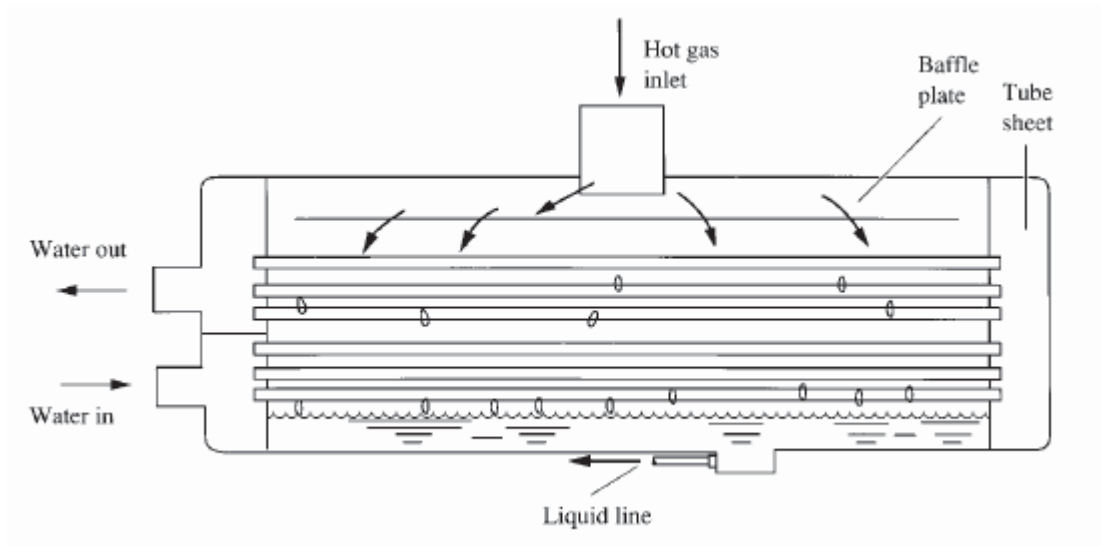 Hot gas
inlet
Baffle
plate
Tube
sheet
Water out
Water in
Liquid line